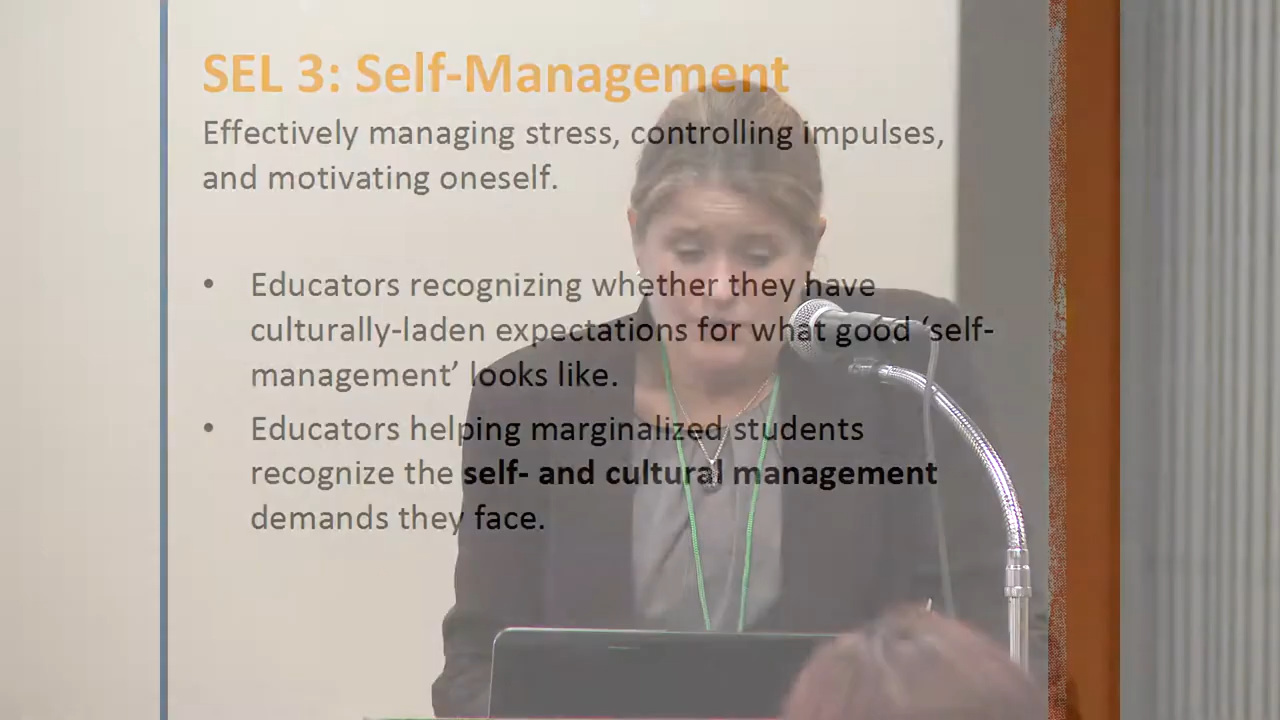 SEL 3: Self-Management
Effectively managing stress, controlling impulses,
and motivating oneself.
• Educators recognizing whether they have
culturally-laden expectations for what good ‘self-
management’ looks like.
• Educators helping marginalized students
recognize the self- and cultural management
demands they face.